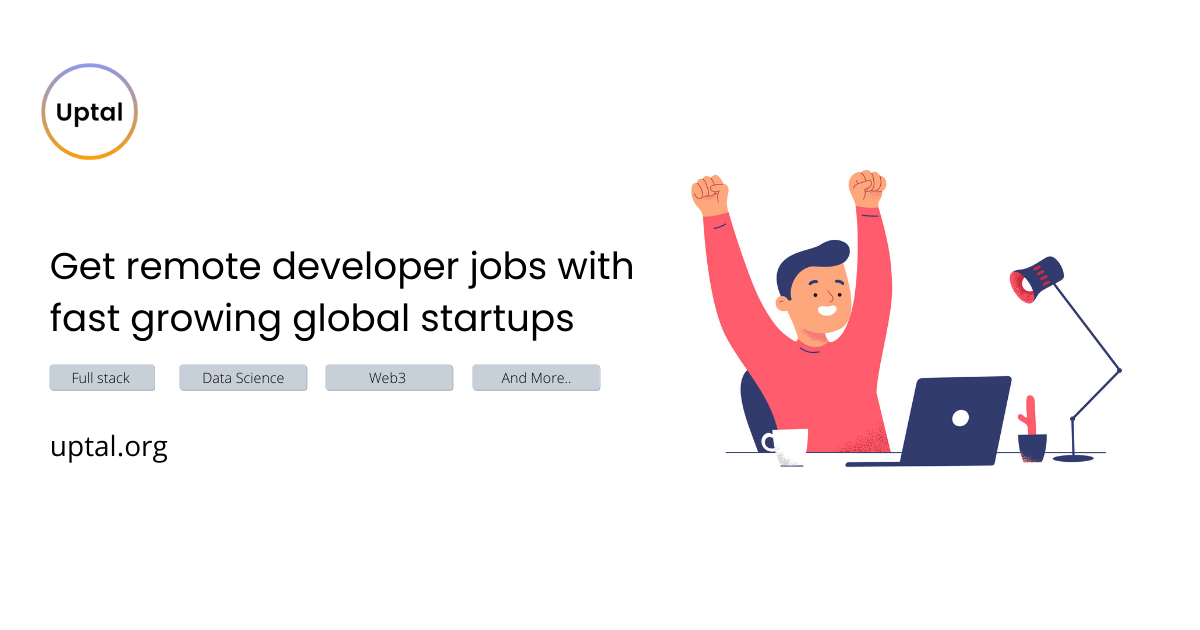 Uptal
Get remote developer jobs with
fast growing global startups
Full stack
Data Science
Web3
And More..
uptal.org